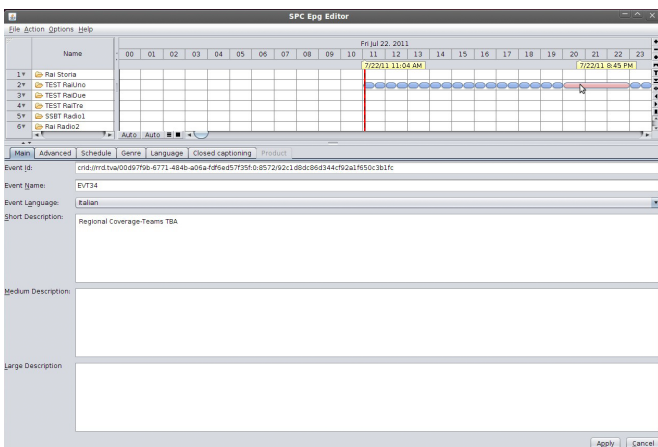 SPC Epg Editor
File Action Options Help
Fri Jul 22. 2011
Name 00 01 02 03 04 05 06 07 08 09 10 11 12 13 14 15 16 17 18 19 20 21 22 23
7/22/11 11:04 AM 7/22/11 8:45 PM
1 Rai Storia
2 TEST RaiUno
3 TEST RaiDue
4 TEST RaiTre
5 SSBT Radio1
6 Rai Radio2
Auto Auto
Main Advanced Schedule Genre Language Closed captioning Product
Event Id: crid://rrd.tva/00d97f9b-6771-484b-a06a-fdf6ed57f35f:0:8572/92c1d8dc86d344cf92a1f650c3b1fc
Event Name: EVT34
Event Language: Italian
Short Description: Regional Coverage-Teams TBA
Medium Description:
Large Description
Apply Cancel